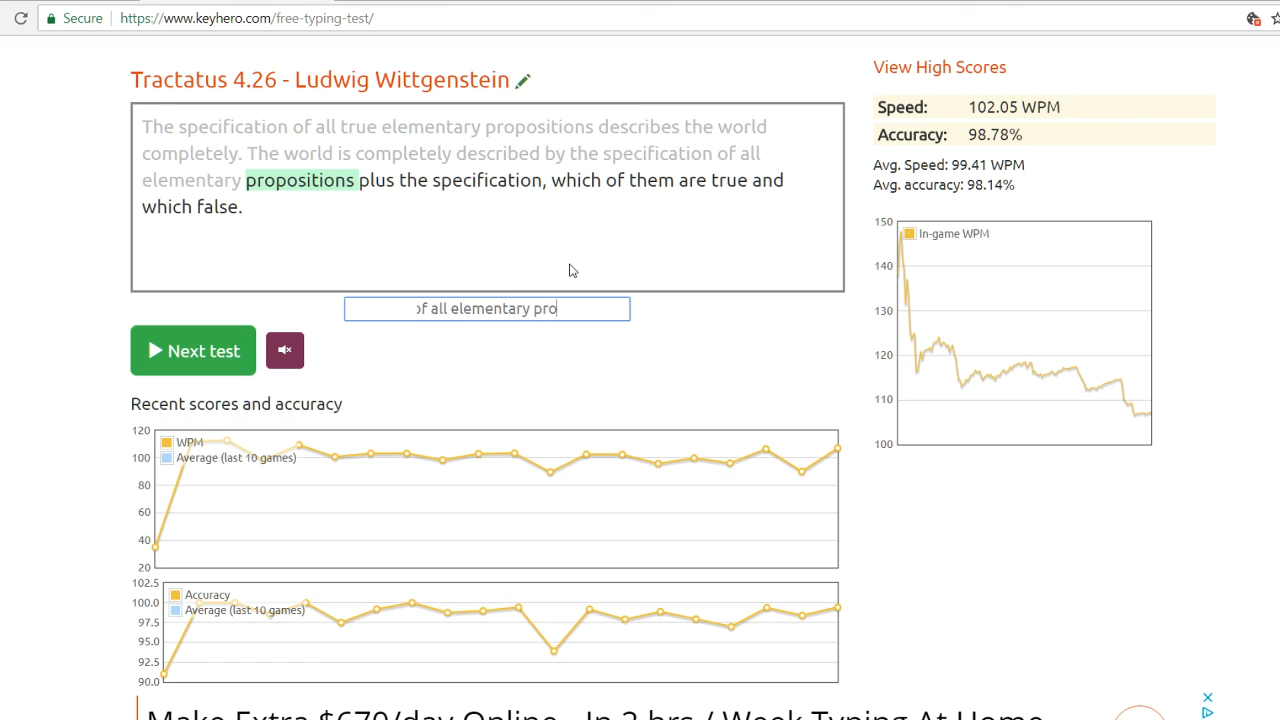 Secure
https://www.keyhero.com/free-typing-test/
Tractatus 4.26 - Ludwig Wittgenstein
The specification of all true elementary propositions describes the world
completely. The world is completely described by the specification of all
elementary propositions plus the specification, which of them are true and
which false.
of all elementary pro
Next test
Recent scores and accuracy
120
100
80
60
40
20
WPM
Average (last 10 games)
102.5
100.0
97.5
95.0
92.5
90.0
Accuracy
Average (last 10 games)
View High Scores
Speed: 102.05 WPM
Accuracy: 98.78%
Avg. Speed: 99.41 WPM
Avg. accuracy: 98.14%
150
140
130
120
110
100
In-game WPM
Make Extra $670/day Online - In 2 hrs / Week Typing At Home